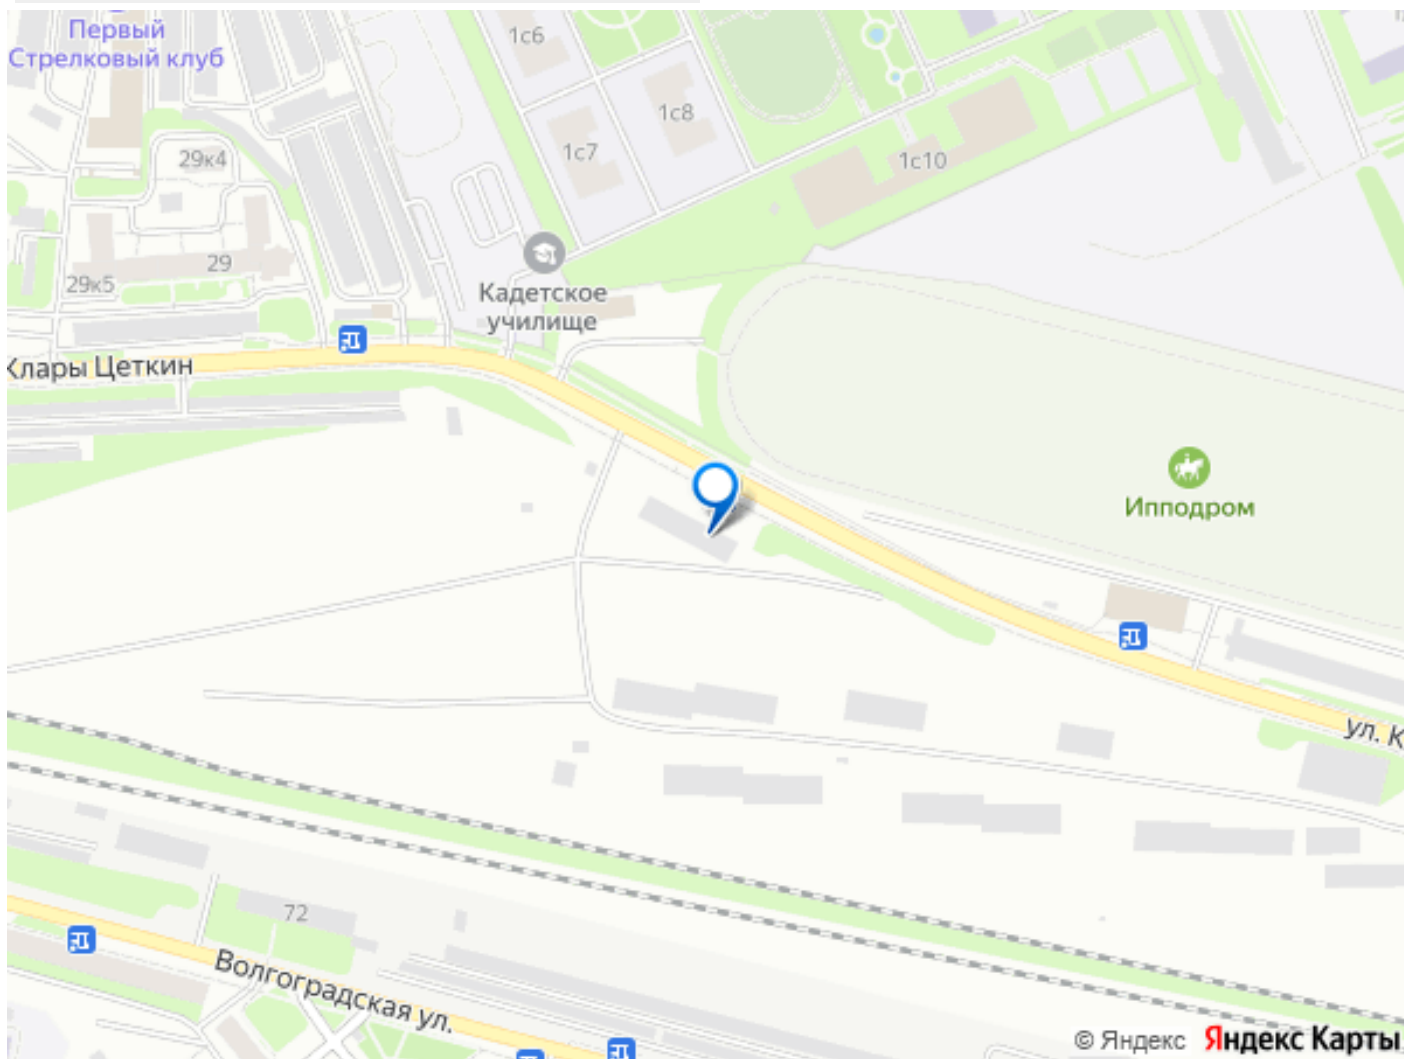 Первый
Стрелковый клуб
1с6
1с8
1с7
1с10
29к4
29
29к5
Кадетское
училище
Клары Цеткин
Ипподром
ул. К
72
Волгоградская ул.
© Яндекс Яндекс Карты